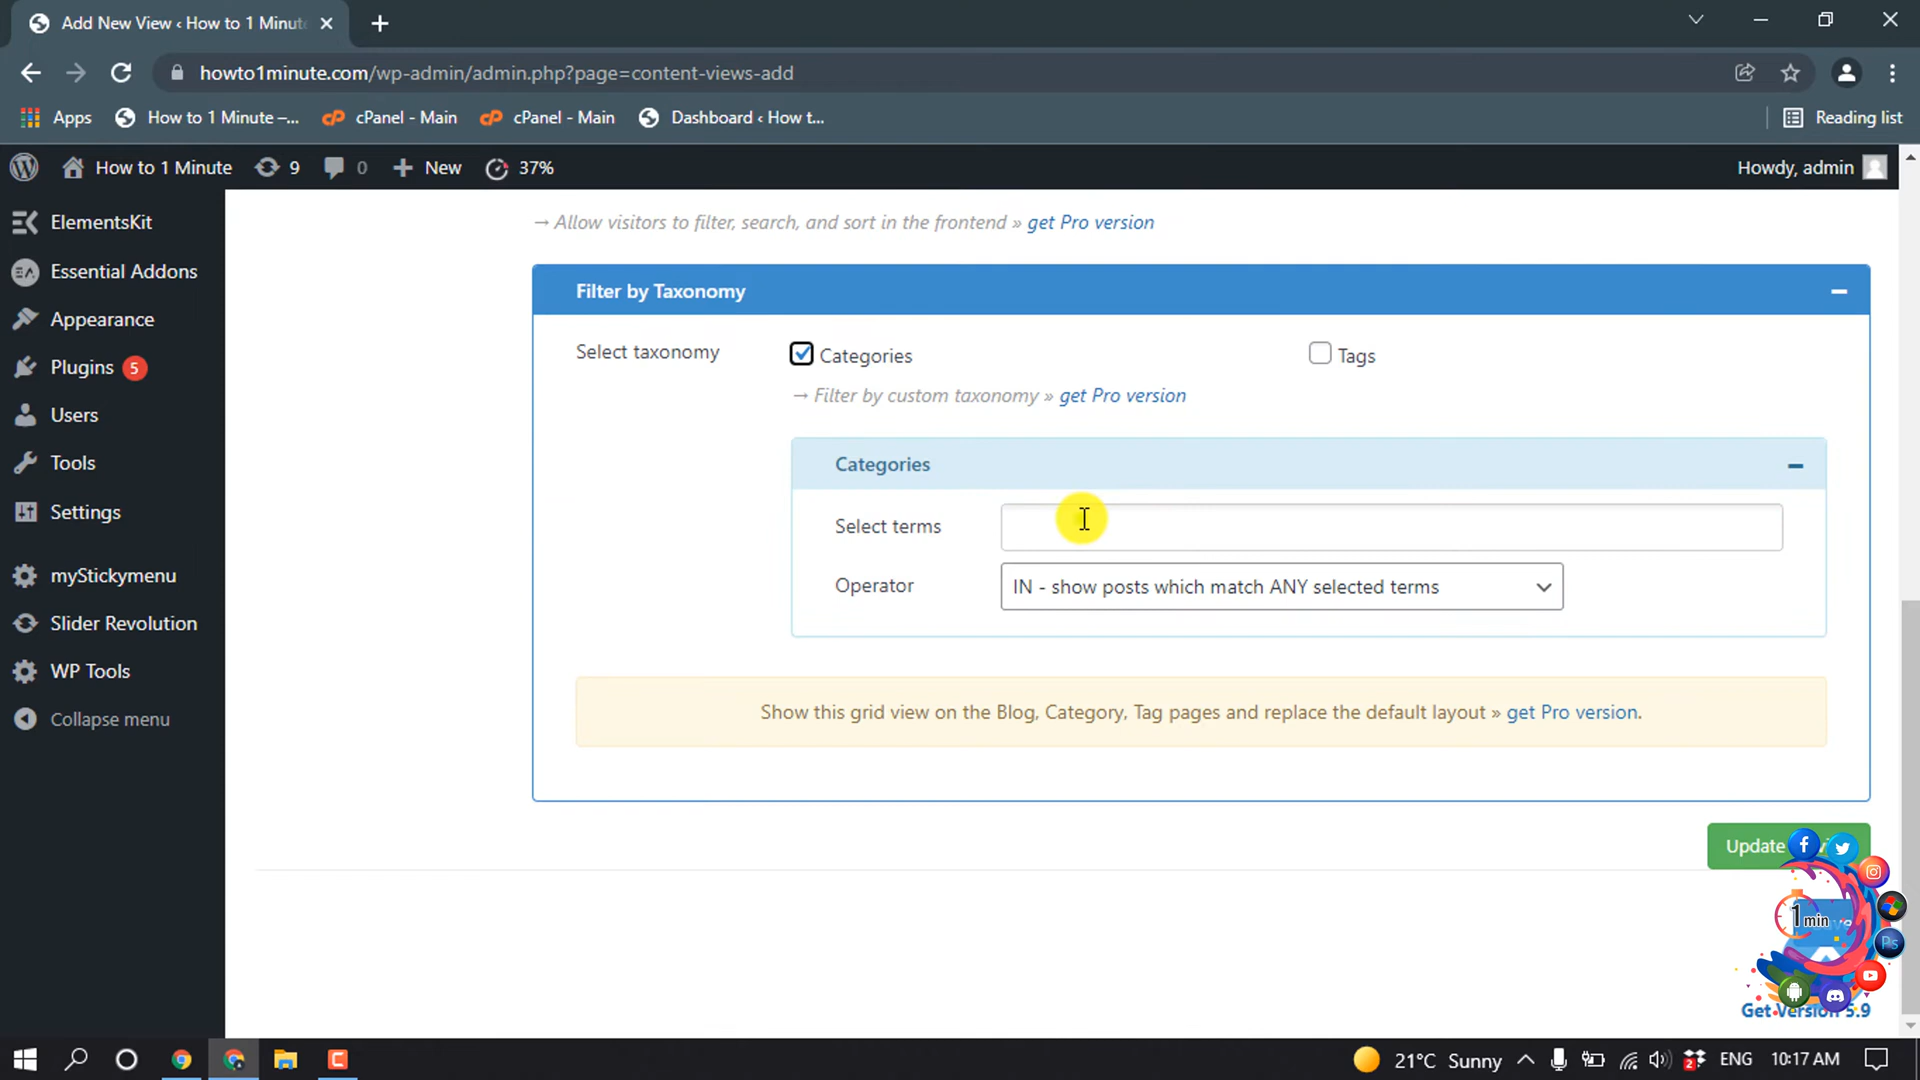 Add New View ‹ How to 1 Minut
howto1minute.com/wp-admin/admin.php?page=content-views-add
Apps
How to 1 Minute –...
cPanel - Main
cPanel - Main
Dashboard ‹ How t...
Reading list
How to 1 Minute
9
0
New
37%
Howdy, admin
ElementsKit
Essential Addons
Appearance
Plugins 5
Users
Tools
Settings
myStickymenu
Slider Revolution
WP Tools
Collapse menu
→ Allow visitors to filter, search, and sort in the frontend » get Pro version
Filter by Taxonomy
Select taxonomy
Categories
Tags
→ Filter by custom taxonomy » get Pro version
Categories
Select terms
Operator
IN - show posts which match ANY selected terms
Show this grid view on the Blog, Category, Tag pages and replace the default layout » get Pro version.
Update
1 min
Ps
Get Version 5.9
21°C Sunny
2
ENG
10:17 AM